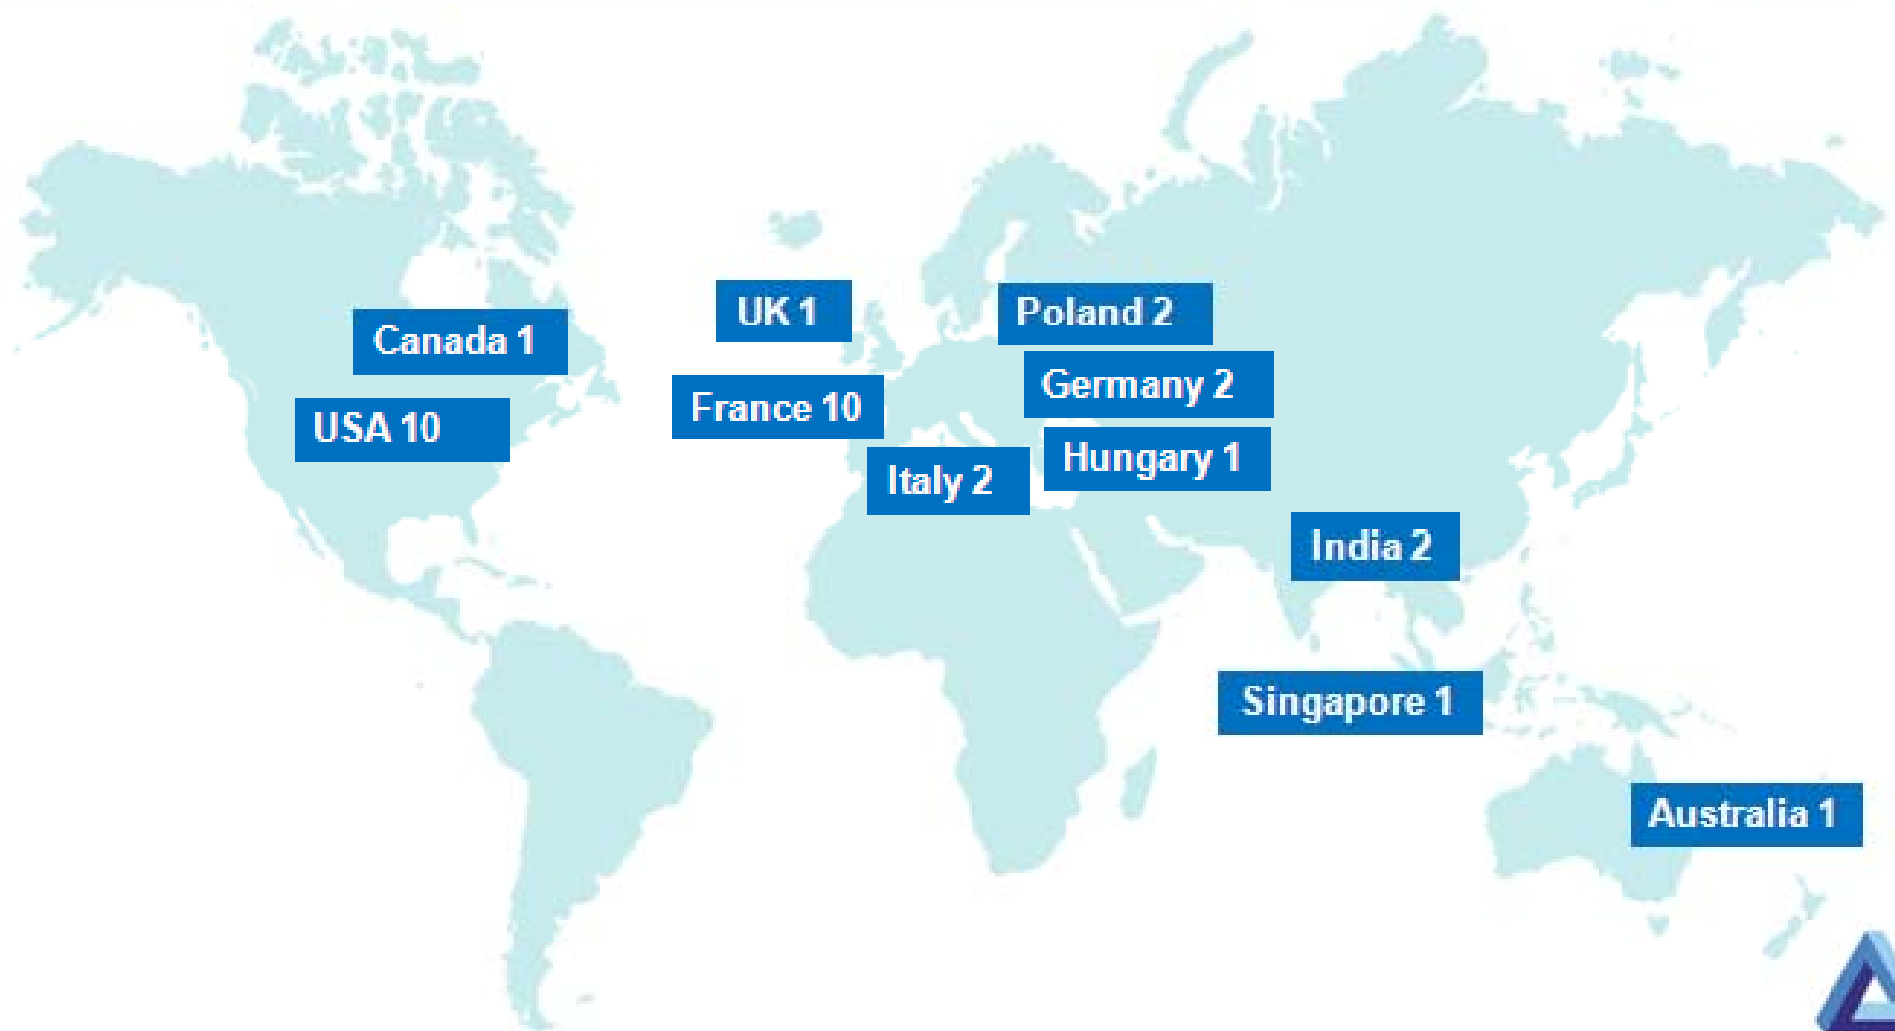 UK 1
Poland 2
Canada 1
Germany 2
France 10
USA 10
Hungary 1
Italy 2
India 2
Singapore 1
Australia 1